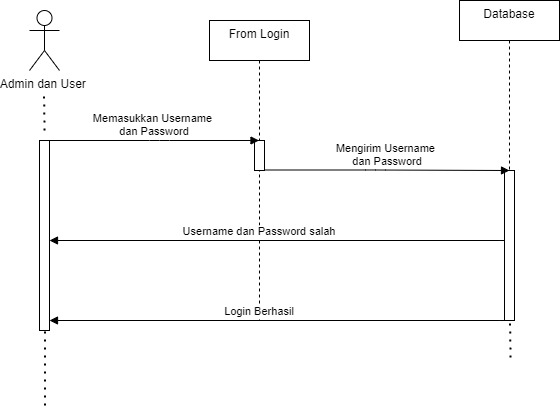 Database
From Login
Admin dan User
Memasukkan Username
dan Password
Mengirim Username
dan Password
Username dan Password salah
Login Berhasil